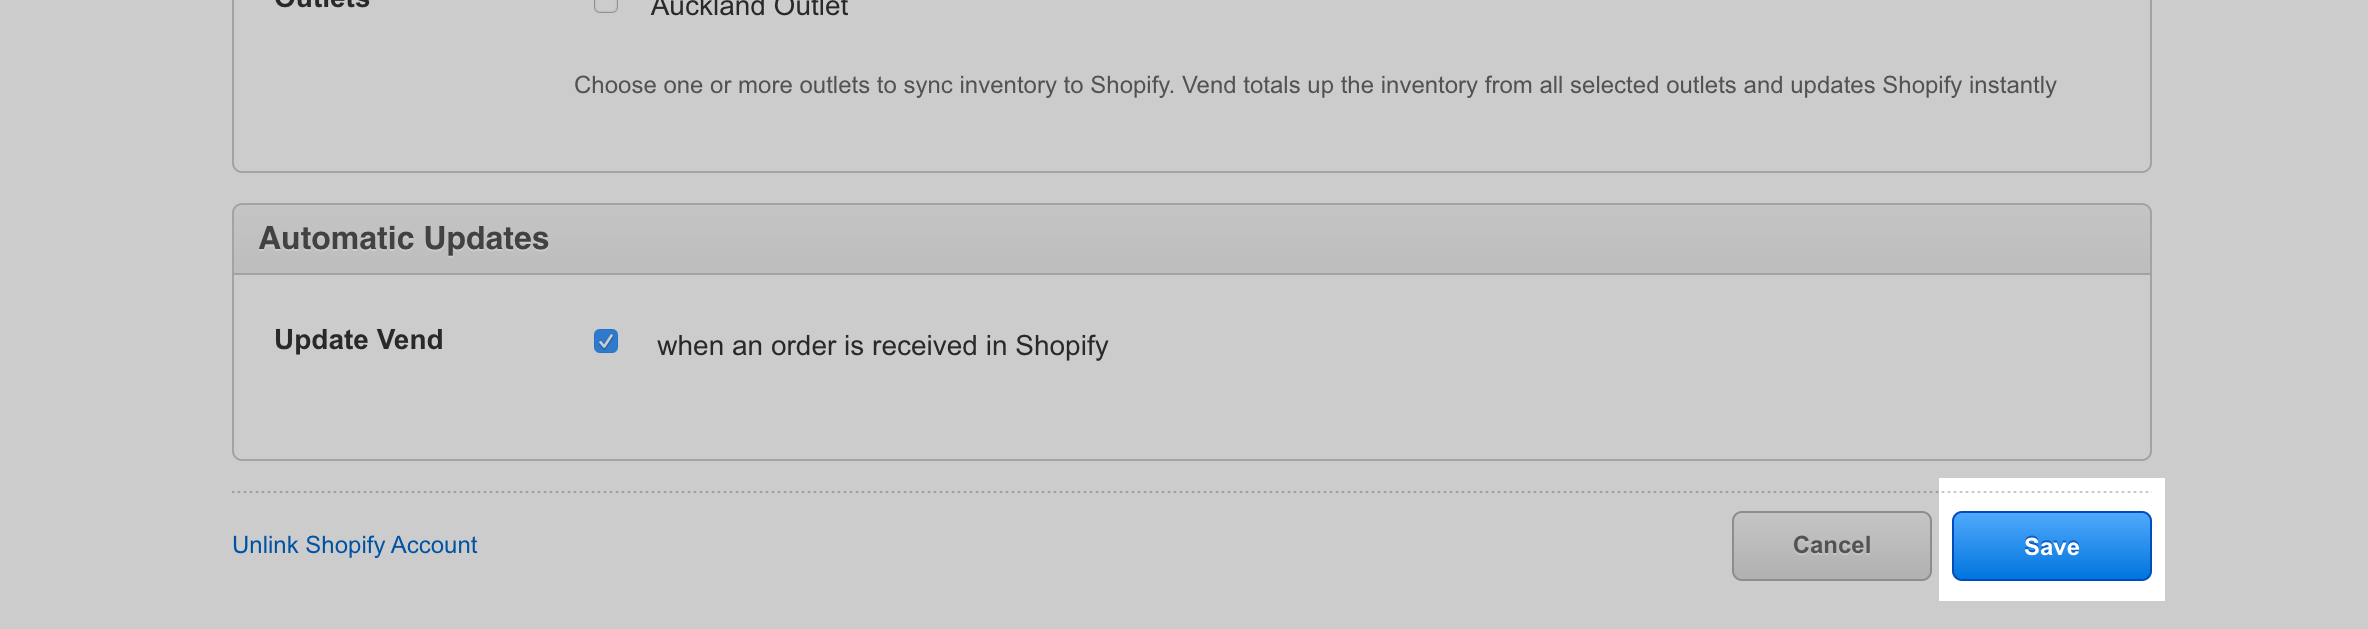 Outlets
Auckland Outlet
Choose one or more outlets to sync inventory to Shopify. Vend totals up the inventory from all selected outlets and updates Shopify instantly
Automatic Updates
Update Vend
when an order is received in Shopify
Unlink Shopify Account
Cancel
Save